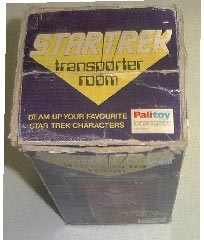 STAR TREK
transporter
room
BEAM UP YOUR FAVOURITE
STAR TREK CHARACTERS
Palitoy
bradgate